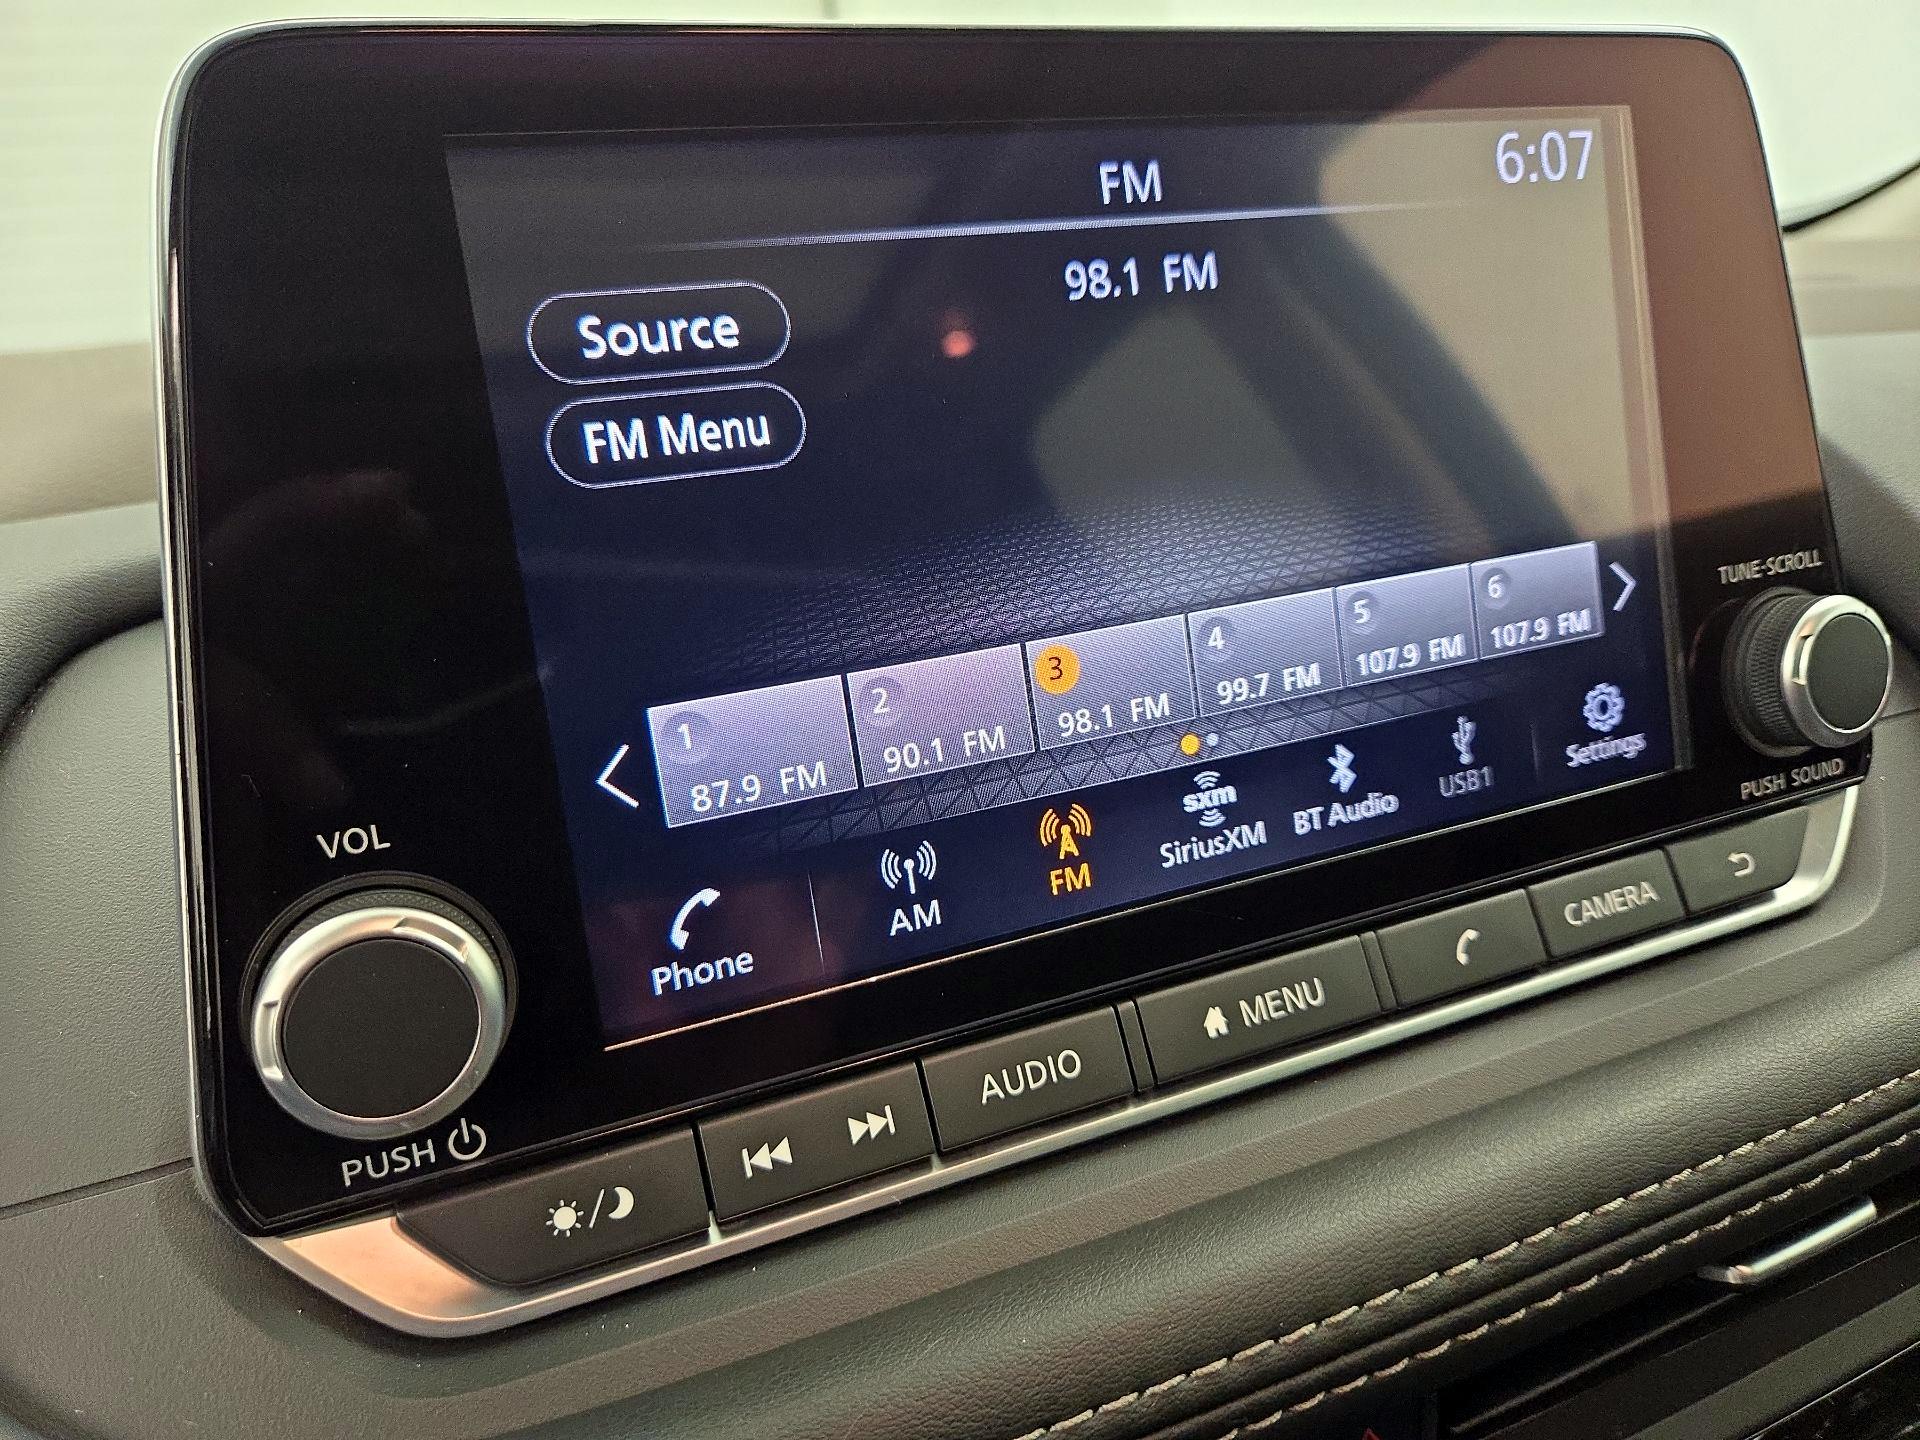 FM
6:07
98.1 FM
Source
FM Menu
TUNE-SCROLL
1
87.9 FM
2
90.1 FM
3
98.1 FM
4
99.7 FM
5
107.9 FM
6
107.9 FM
Phone
AM
FM
sxm
SiriusXM
BT Audio
USB1
Settings
PUSH SOUND
VOL
PUSH
AUDIO
MENU
CAMERA